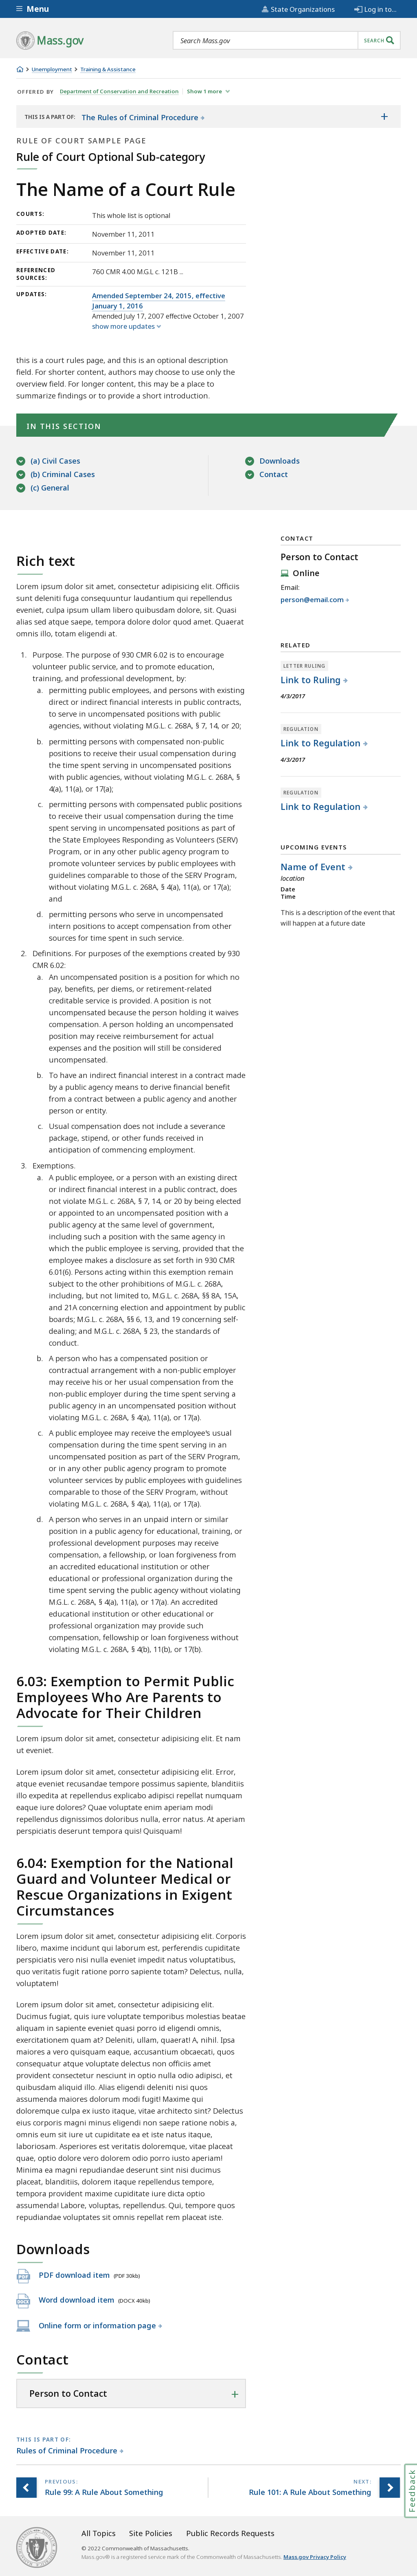 Menu
State Organizations
Log in to...
Mass.gov
Search Mass.gov
SEARCH
Unemployment
Training & Assistance
OFFERED BY Department of Conservation and Recreation Show 1 more
THIS IS A PART OF: The Rules of Criminal Procedure
RULE OF COURT SAMPLE PAGE
Rule of Court Optional Sub-category
The Name of a Court Rule
COURTS: This whole list is optional
ADOPTED DATE: November 11, 2011
EFFECTIVE DATE: November 11, 2011
REFERENCED SOURCES: 760 CMR 4.00 M.G.L c. 121B ..
UPDATES: Amended September 24, 2015, effective
January 1, 2016
Amended July 17, 2007 effective October 1, 2007
show more updates
this is a court rules page, and this is an optional description
field. For shorter content, authors may choose to use only the
overview field. For longer content, this may be a place to
summarize findings or to provide a short introduction.
IN THIS SECTION
(a) Civil Cases
(b) Criminal Cases
(c) General
Downloads
Contact
Rich text
Lorem ipsum dolor sit amet, consectetur adipisicing elit. Officiis
sunt deleniti fuga consequuntur laudantium qui repellendus
eveniet, culpa ipsum ullam libero quibusdam dolore, sit. Quasi
alias sed atque saepe, totam at explicabo porro odit amet. Quaerat
omnis illo, totam eligendi at.
1. Purpose. The purpose of 930 CMR 6.02 is to encourage
volunteer public service, and to promote education,
training, and professional development, by:
a. permitting public employees, and persons with existing
direct or indirect financial interests in public contracts,
to serve in uncompensated positions with public
agencies, without violating M.G.L. c. 268A, § 7, 14, or 20;
b. permitting persons with compensated non-public
positions to receive their usual compensation during
the time spent serving in uncompensated positions
with public agencies, without violating M.G.L. c. 268A, §
4(a), 11(a), or 17(a);
c. permitting persons with compensated public positions
to receive their usual compensation during the time
spent serving in uncompensated positions as part of
the State Employees Responding as Volunteers (SERV)
Program, or in any other public agency program to
provide volunteer services by public employees with
guidelines comparable to those of the SERV Program,
without violating M.G.L. c. 268A, § 4(a), 11(a), or 17(a);
and
d. permitting persons who serve in uncompensated
intern positions to accept compensation from other
sources for time spent in such service.
2. Definitions. For purposes of the exemptions created by 930
CMR 6.02:
a. An uncompensated position is a position for which no
pay, benefits, per diems, or retirement-related
creditable service is provided. A position is not
uncompensated because the person holding it waives
compensation. A person holding an uncompensated
position may receive reimbursement for actual
expenses and the position will still be considered
uncompensated.
b. To have an indirect financial interest in a contract made
by a public agency means to derive financial benefit
from a contract between a public agency and another
person or entity.
c. Usual compensation does not include a severance
package, stipend, or other funds received in
anticipation of commencing employment.
3. Exemptions.
a. A public employee, or a person with an existing direct
or indirect financial interest in a public contract, does
not violate M.G.L. c. 268A, § 7, 14, or 20 by being elected
or appointed to an uncompensated position with a
public agency at the same level of government,
including such a position with the same agency in
which the public employee is serving, provided that the
employee makes a disclosure as set forth in 930 CMR
6.01(6). Persons acting within this exemption remain
subject to the other prohibitions of M.G.L. c. 268A,
including, but not limited to, M.G.L. c. 268A, §§ 8A, 15A,
and 21A concerning election and appointment by public
boards; M.G.L. c. 268A, §§ 6, 13, and 19 concerning self-
dealing; and M.G.L. c. 268A, § 23, the standards of
conduct.
b. A person who has a compensated position or
contractual arrangement with a non-public employer
may receive his or her usual compensation from the
non-public employer during the time spent serving in
an uncompensated position without violating
M.G.L. c. 268A, § 4(a), 11(a), or 17(a).
c. A public employee may receive the employee's usual
compensation during the time spent serving in an
uncompensated position as part of the SERV Program,
or in any other public agency program to promote
volunteer services by public employees with guidelines
comparable to those of the SERV Program, without
violating M.G.L. c. 268A, § 4(a), 11(a), or 17(a).
d. A person who serves in an unpaid intern or similar
position in a public agency for educational, training, or
professional development purposes may receive
compensation, a fellowship, or loan forgiveness from
an accredited educational institution or other
educational or professional organization during the
time spent serving the public agency without violating
M.G.L. c. 268A, § 4(a), 11(a), or 17(a). An accredited
educational institution or other educational or
professional organization may provide such
compensation, fellowship or loan forgiveness without
violating M.G.L. c. 268A, § 4(b), 11(b), or 17(b).
6.03: Exemption to Permit Public
Employees Who Are Parents to
Advocate for Their Children
Lorem ipsum dolor sit amet, consectetur adipisicing elit. Et nam
ut eveniet.
Lorem ipsum dolor sit amet, consectetur adipisicing elit. Error,
atque eveniet recusandae tempore possimus sapiente, blanditiis
illo expedita at repellendus explicabo adipisci repellat numquam
eaque iure dolores? Quae voluptate enim aperiam modi
repellendus dignissimos doloribus nulla, error natus. At aperiam
perspiciatis deserunt tempora quis! Quisquam!
6.04: Exemption for the National
Guard and Volunteer Medical or
Rescue Organizations in Exigent
Circumstances
Lorem ipsum dolor sit amet, consectetur adipisicing elit. Corporis
libero, maxime incidunt qui laborum est, perferendis cupiditate
perspiciatis vero nisi nulla eveniet impedit natus voluptatibus,
quo veritatis fugit ratione porro sapiente totam? Delectus, nulla,
voluptatem!
Lorem ipsum dolor sit amet, consectetur adipisicing elit.
Ducimus fugiat, quis iure voluptate temporibus molestias beatae
aliquid in sapiente eveniet quasi porro id eligendi omnis,
exercitationem quam at? Deleniti, ullam, quaerat! A, nihil. Ipsa
maiores a vero quisquam eaque, accusantium obcaecati, quos
consequatur atque voluptate delectus non officiis amet
provident consectetur in velit nesciunt optio non odio adipisci, et
quibusdam aliquid illo. Alias eligendi deleniti nisi quos
assumenda maiores dolorum modi fugit! Maxime qui
doloremque culpa ex iusto itaque, vitae architecto? Delectus
eius corporis magni minus eligendi non saepe ratione nobis a,
omnis sunt sit ut repudiandae cupiditate ea et iste natus et iusto,
laboriosam. Asperiores est veritatis doloremque, vitae placeat
quae, optio dolores dolorem iure hic quo vero aperiam!
Minima ea magni repudiandae deserunt sint sint ducimus
placeat, blanditiis, dolorem itaque repellendus tempore,
tempora provident maxime cupiditate iure dicta optio
assumenda! Labore, voluptas, repellendus. Qui, tempore quos
repudiandae voluptates sit omnis repellat rem placeat iste.
Downloads
PDF download item (PDF 30kb)
Word download item (DOCX 40kb)
Online form or information page
Contact
Person to Contact
CONTACT
Person to Contact
Online
Email:
person@email.com
RELATED
LETTER RULING
Link to Ruling
4/3/2017
REGULATION
Link to Regulation
4/3/2017
REGULATION
Link to Regulation
UPCOMING EVENTS
Name of Event
location
Date
Time
This is a description of the event that
will happen at a future date
THIS IS PART OF:
Rules of Criminal Procedure
PREVIOUS:
Rule 99: A Rule About Something
NEXT:
Rule 101: A Rule About Something
Feedback
All Topics
Site Policies
Public Records Requests
© 2022 Commonwealth of Massachusetts.
Mass.gov® is a registered service mark of the Commonwealth of Massachusetts. Mass.gov Privacy Policy